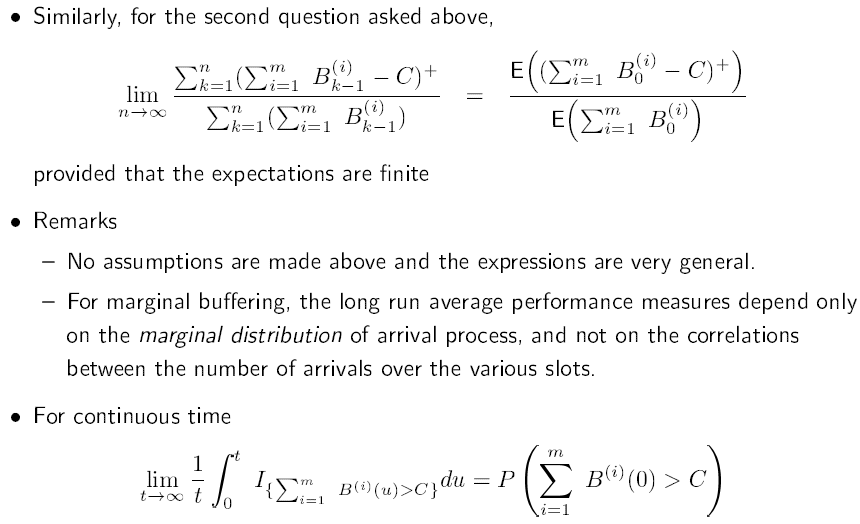 • Similarly, for the second question asked above,
\lim_{n \to \infty} \frac{\sum_{k=1}^{n} (\sum_{i=1}^{m} B_{k-1}^{(i)} - C)^+}{\sum_{k=1}^{n} (\sum_{i=1}^{m} B_{k-1}^{(i)})} = \frac{\mathsf{E}\left( (\sum_{i=1}^{m} B_0^{(i)} - C)^+ \right)}{\mathsf{E}\left( \sum_{i=1}^{m} B_0^{(i)} \right)}
provided that the expectations are finite
• Remarks
– No assumptions are made above and the expressions are very general.
– For marginal buffering, the long run average performance measures depend only
on the marginal distribution of arrival process, and not on the correlations
between the number of arrivals over the various slots.
• For continuous time
\lim_{t \to \infty} \frac{1}{t} \int_0^t I_{\{\sum_{i=1}^{m} B^{(i)}(u) > C\}} du = P\left( \sum_{i=1}^{m} B^{(i)}(0) > C \right)